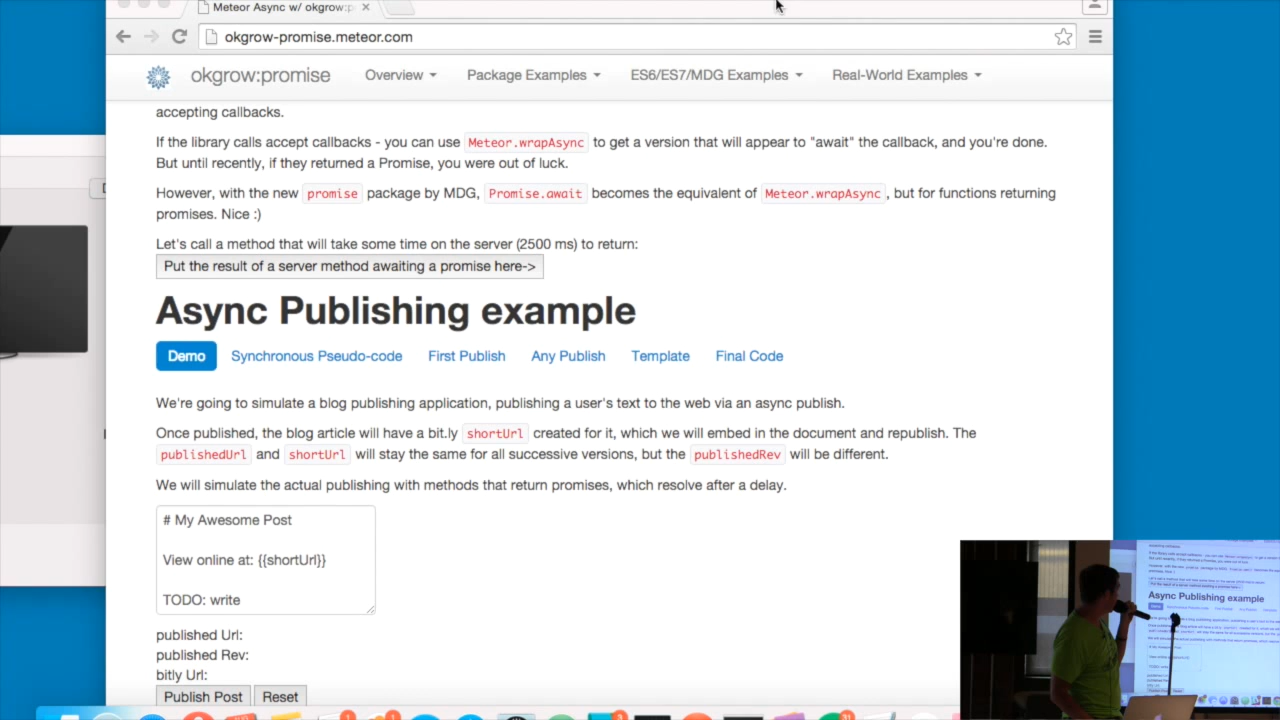 Meteor Async w/ okgrow:p
okgrow-promise.meteor.com
okgrow:promise Overview Package Examples ES6/ES7/MDG Examples Real-World Examples
accepting callbacks.
If the library calls accept callbacks - you can use Meteor.wrapAsync to get a version that will appear to "await" the callback, and you're done.
But until recently, if they returned a Promise, you were out of luck.
However, with the new promise package by MDG, Promise.await becomes the equivalent of Meteor.wrapAsync, but for functions returning
promises. Nice :)
Let's call a method that will take some time on the server (2500 ms) to return:
Put the result of a server method awaiting a promise here->
Async Publishing example
Demo Synchronous Pseudo-code First Publish Any Publish Template Final Code
We're going to simulate a blog publishing application, publishing a user's text to the web via an async publish.
Once published, the blog article will have a bit.ly shortUrl created for it, which we will embed in the document and republish. The
publishedUrl and shortUrl will stay the same for all successive versions, but the publishedRev will be different.
We will simulate the actual publishing with methods that return promises, which resolve after a delay.
# My Awesome Post
View online at: {{shortUrl}}
TODO: write
published Url:
published Rev:
bitly Url:
Publish Post Reset
Async Publishing example